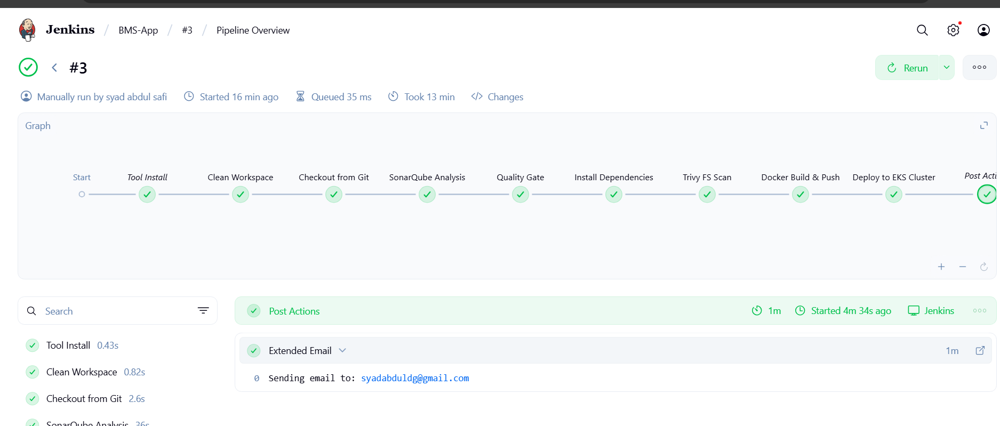 Jenkins / BMS-App / #3 / Pipeline Overview
#3
Rerun
Manually run by syad abdul safi Started 16 min ago Queued 35 ms Took 13 min Changes
Graph
Start Tool Install Clean Workspace Checkout from Git SonarQube Analysis Quality Gate Install Dependencies Trivy FS Scan Docker Build & Push Deploy to EKS Cluster Post Acti
Search
Post Actions 1m Started 4m 34s ago Jenkins
Extended Email 1m
0 Sending email to: syadabduldg@gmail.com
Tool Install 0.43s
Clean Workspace 0.82s
Checkout from Git 2.6s
SonarQube Analysis 36s